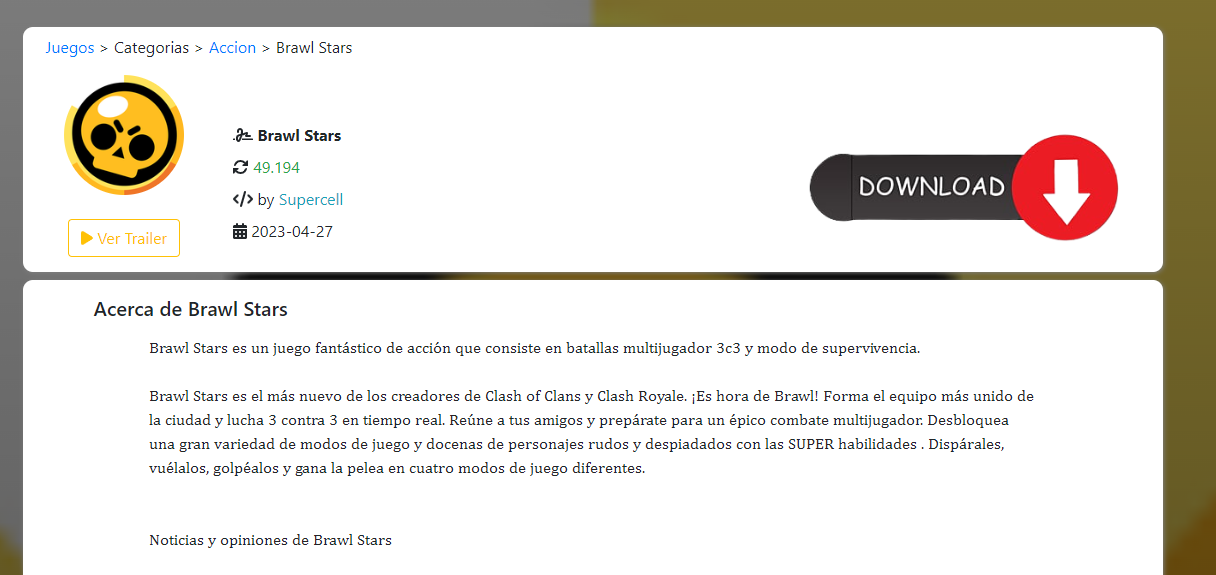 Juegos > Categorias > Accion > Brawl Stars
Brawl Stars
49.194
by Supercell
2023-04-27
Ver Trailer
DOWNLOAD
Acerca de Brawl Stars
Brawl Stars es un juego fantástico de acción que consiste en batallas multijugador 3c3 y modo de supervivencia.
Brawl Stars es el más nuevo de los creadores de Clash of Clans y Clash Royale. ¡Es hora de Brawl! Forma el equipo más unido de
la ciudad y lucha 3 contra 3 en tiempo real. Reúne a tus amigos y prepárate para un épico combate multijugador. Desbloquea
una gran variedad de modos de juego y docenas de personajes rudos y despiadados con las SUPER habilidades . Dispárales,
vuélalos, golpéalos y gana la pelea en cuatro modos de juego diferentes.
Noticias y opiniones de Brawl Stars